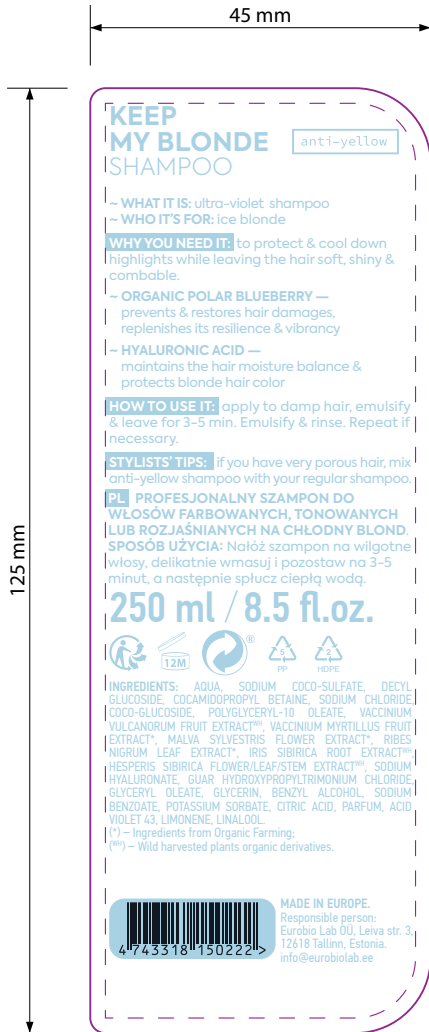 45 mm
125 mm
KEEP
MY BLONDE
SHAMPOO
anti-yellow
~ WHAT IT IS: ultra-violet shampoo
~ WHO IT'S FOR: ice blonde
WHY YOU NEED IT: to protect & cool down
highlights while leaving the hair soft, shiny &
combable.
~ ORGANIC POLAR BLUEBERRY —
prevents & restores hair damages,
replenishes its resilience & vibrancy
~ HYALURONIC ACID —
maintains the hair moisture balance &
protects blonde hair color
HOW TO USE IT: apply to damp hair, emulsify
& leave for 3-5 min. Emulsify & rinse. Repeat if
necessary.
STYLISTS' TIPS: if you have very porous hair, mix
anti-yellow shampoo with your regular shampoo.
PL PROFESJONALNY SZAMPON DO
WŁOSÓW FARBOWANYCH, TONOWANYCH
LUB ROZJAŚNIANYCH NA CHŁODNY BLOND.
SPOSÓB UŻYCIA: Nałóż szampon na wilgotne
włosy, delikatnie wmasuj i pozostaw na 3-5
minut, a następnie spłucz ciepłą wodą.
250 ml / 8.5 fl.oz.
12M
®
5
PP
2
HDPE
INGREDIENTS: AQUA, SODIUM COCO-SULFATE, DECYL
GLUCOSIDE, COCAMIDOPROPYL BETAINE, SODIUM CHLORIDE,
COCO-GLUCOSIDE, POLYGLYCERYL-10 OLEATE, VACCINIUM
VULCANORUM FRUIT EXTRACT(WH), VACCINIUM MYRTILLUS FRUIT
EXTRACT*, MALVA SYLVESTRIS FLOWER EXTRACT*, RIBES
NIGRUM LEAF EXTRACT*, IRIS SIBIRICA ROOT EXTRACT(WH),
HESPERIS SIBIRICA FLOWER/LEAF/STEM EXTRACT(WH), SODIUM
HYALURONATE, GUAR HYDROXYPROPYLTRIMONIUM CHLORIDE,
GLYCERYL OLEATE, GLYCERIN, BENZYL ALCOHOL, SODIUM
BENZOATE, POTASSIUM SORBATE, CITRIC ACID, PARFUM, ACID
VIOLET 43, LIMONENE, LINALOOL.
(*) – Ingredients from Organic Farming;
(WH) – Wild harvested plants organic derivatives.
4 743318 150222 >
MADE IN EUROPE.
Responsible person:
Eurobio Lab OÜ, Leiva str. 3,
12618 Tallinn, Estonia.
info@eurobiolab.ee